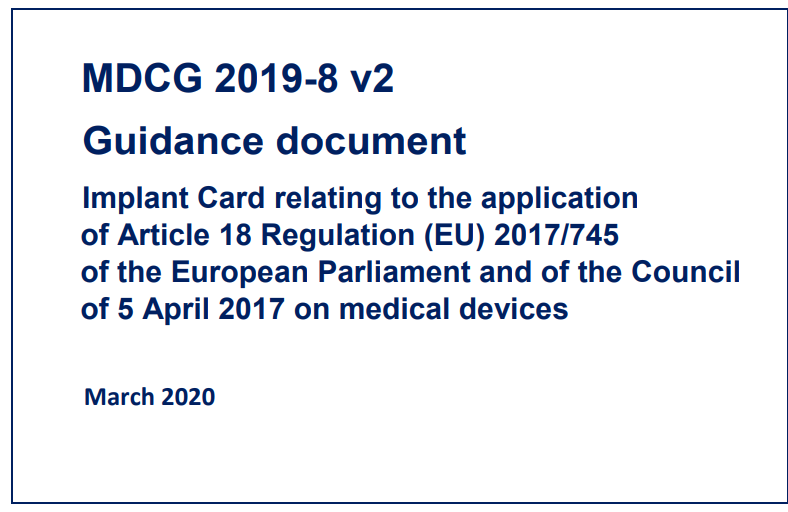 MDCG 2019-8 v2
Guidance document
Implant Card relating to the application
of Article 18 Regulation (EU) 2017/745
of the European Parliament and of the Council
of 5 April 2017 on medical devices
March 2020